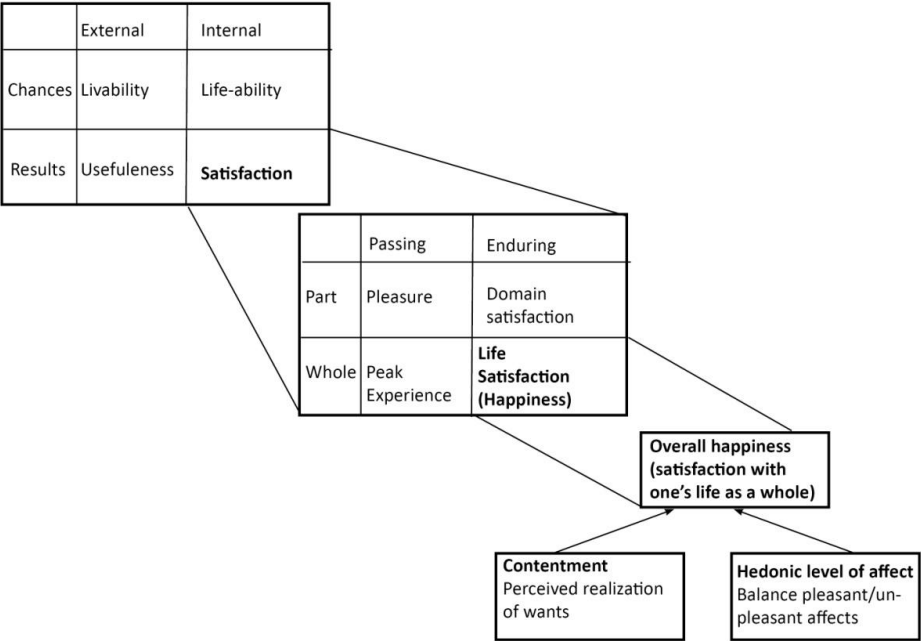 External Internal
Chances Livability Life-ability
Results Usefuleness Satisfaction
Passing Enduring
Part Pleasure Domain
satisfaction
Whole Peak
Experience
Life
Satisfaction
(Happiness)
Overall happiness
(satisfaction with
one's life as a whole)
Contentment
Perceived realization
of wants
Hedonic level of affect
Balance pleasant/un-
pleasant affects